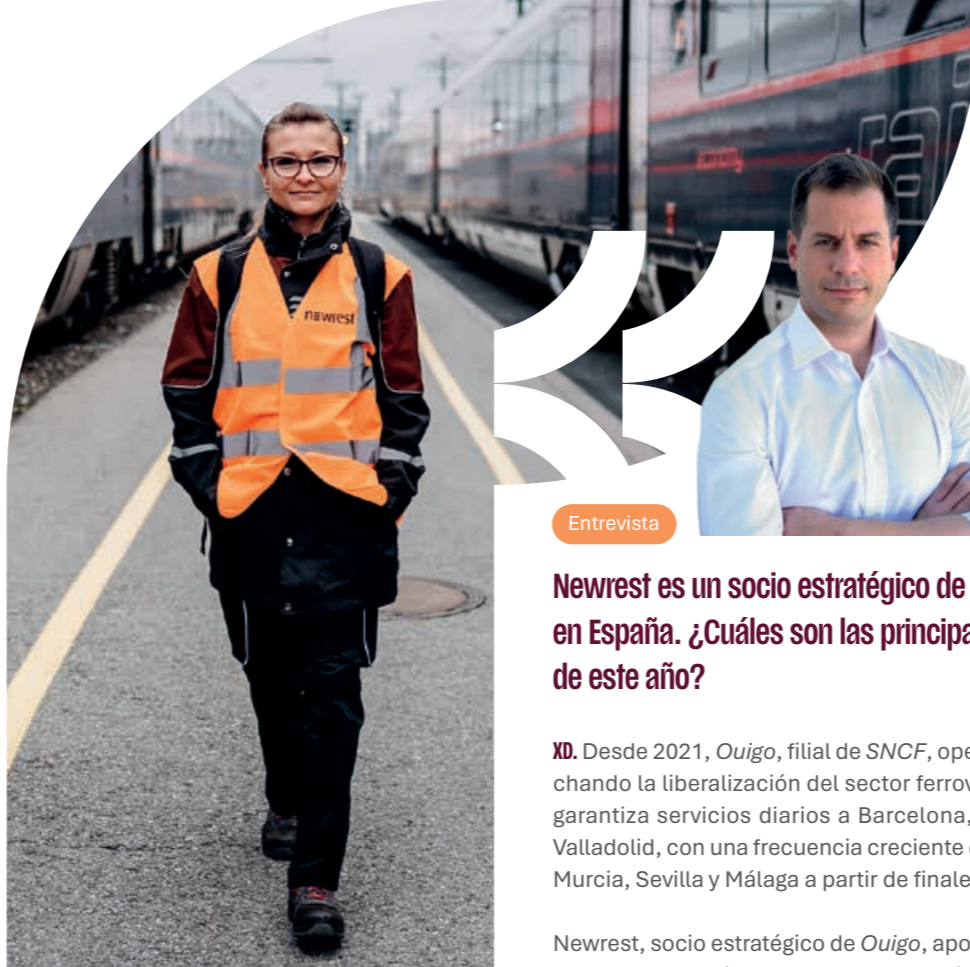 newrest
Entrevista
Newrest es un socio estratégico de
en España. ¿Cuáles son las principa
de este año?
XD. Desde 2021, Ouigo, filial de SNCF, ope
chando la liberalización del sector ferrov
garantiza servicios diarios a Barcelona,
Valladolid, con una frecuencia creciente
Murcia, Sevilla y Málaga a partir de finale
Newrest, socio estratégico de Ouigo, apo